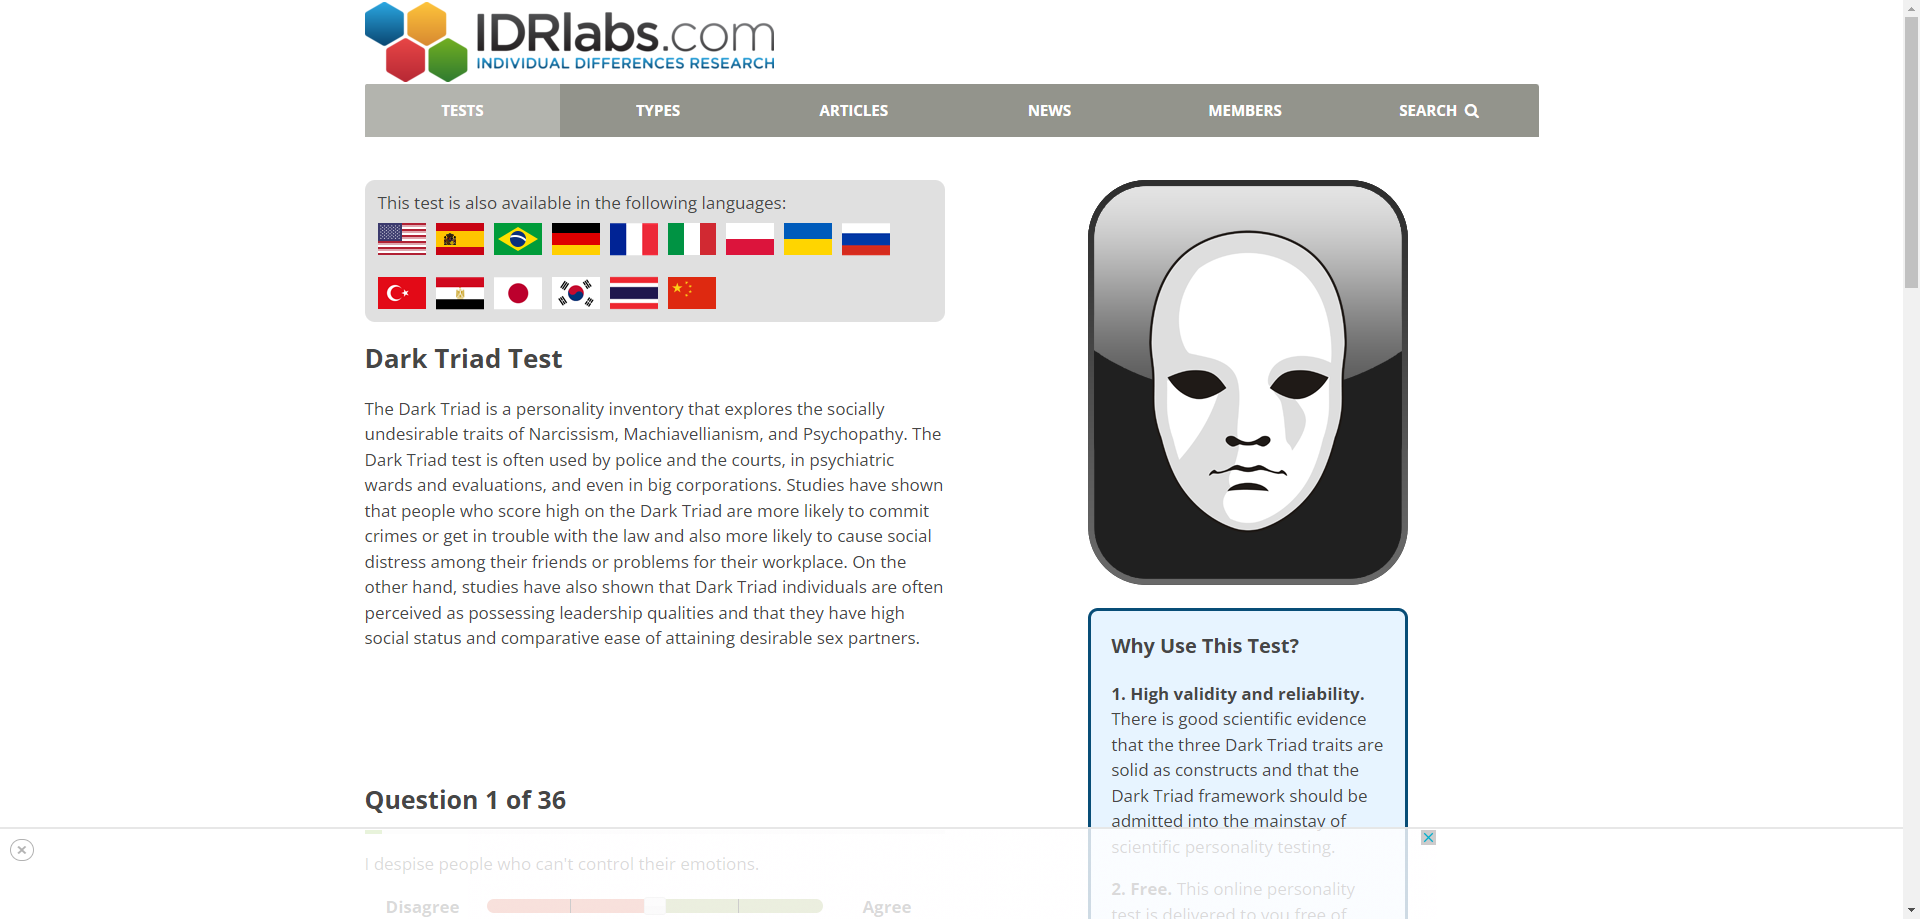 IDRlabs.com
INDIVIDUAL DIFFERENCES RESEARCH
TESTS TYPES ARTICLES NEWS MEMBERS SEARCH
This test is also available in the following languages:
Dark Triad Test
The Dark Triad is a personality inventory that explores the socially
undesirable traits of Narcissism, Machiavellianism, and Psychopathy. The
Dark Triad test is often used by police and the courts, in psychiatric
wards and evaluations, and even in big corporations. Studies have shown
that people who score high on the Dark Triad are more likely to commit
crimes or get in trouble with the law and also more likely to cause social
distress among their friends or problems for their workplace. On the
other hand, studies have also shown that Dark Triad individuals are often
perceived as possessing leadership qualities and that they have high
social status and comparative ease of attaining desirable sex partners.
Question 1 of 36
I despise people who can't control their emotions.
Disagree Agree
Why Use This Test?
1. High validity and reliability.
There is good scientific evidence
that the three Dark Triad traits are
solid as constructs and that the
Dark Triad framework should be
admitted into the mainstay of
scientific personality testing.
2. Free. This online personality
test is delivered to you free of